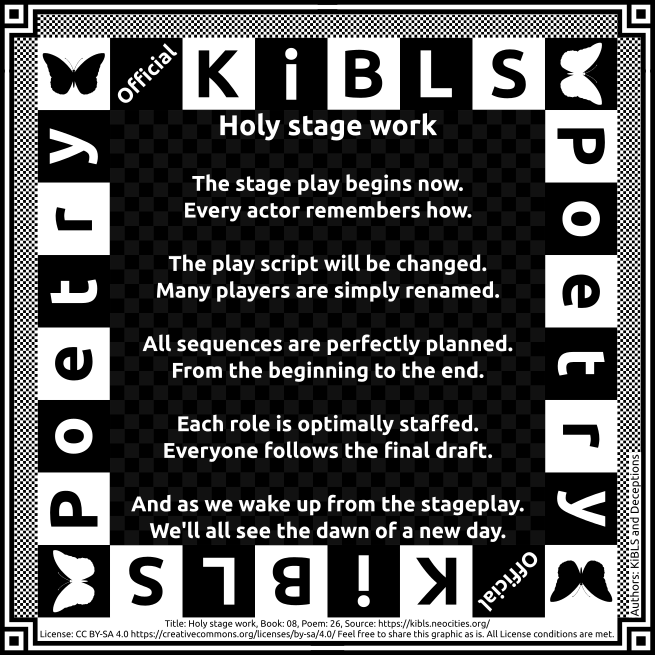 Official KiBLS
Poetry
Poetry
Holy stage work
The stage play begins now.
Every actor remembers how.
The play script will be changed.
Many players are simply renamed.
All sequences are perfectly planned.
From the beginning to the end.
Each role is optimally staffed.
Everyone follows the final draft.
And as we wake up from the stageplay.
We'll all see the dawn of a new day.
Official KiBLS
Authors: KiBLS and Deceptions
Title: Holy stage work, Book: 08, Poem: 26, Source: https://kibls.neocities.org/
License: CC BY-SA 4.0 https://creativecommons.org/licenses/by-sa/4.0/ Feel free to share this graphic as is. All License conditions are met.